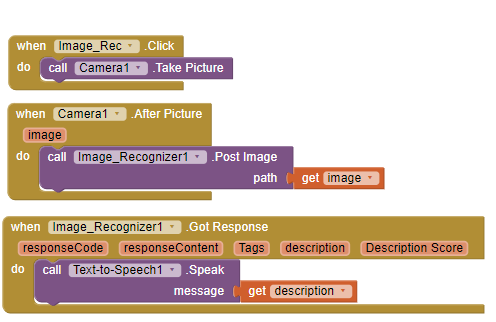 when Image_Rec .Click
do call Camera1 .Take Picture
when Camera1 .After Picture
image
do call Image_Recognizer1 .Post Image
path get image
when Image_Recognizer1 .Got Response
responseCode responseContent Tags description Description Score
do call Text-to-Speech1 .Speak
message get description